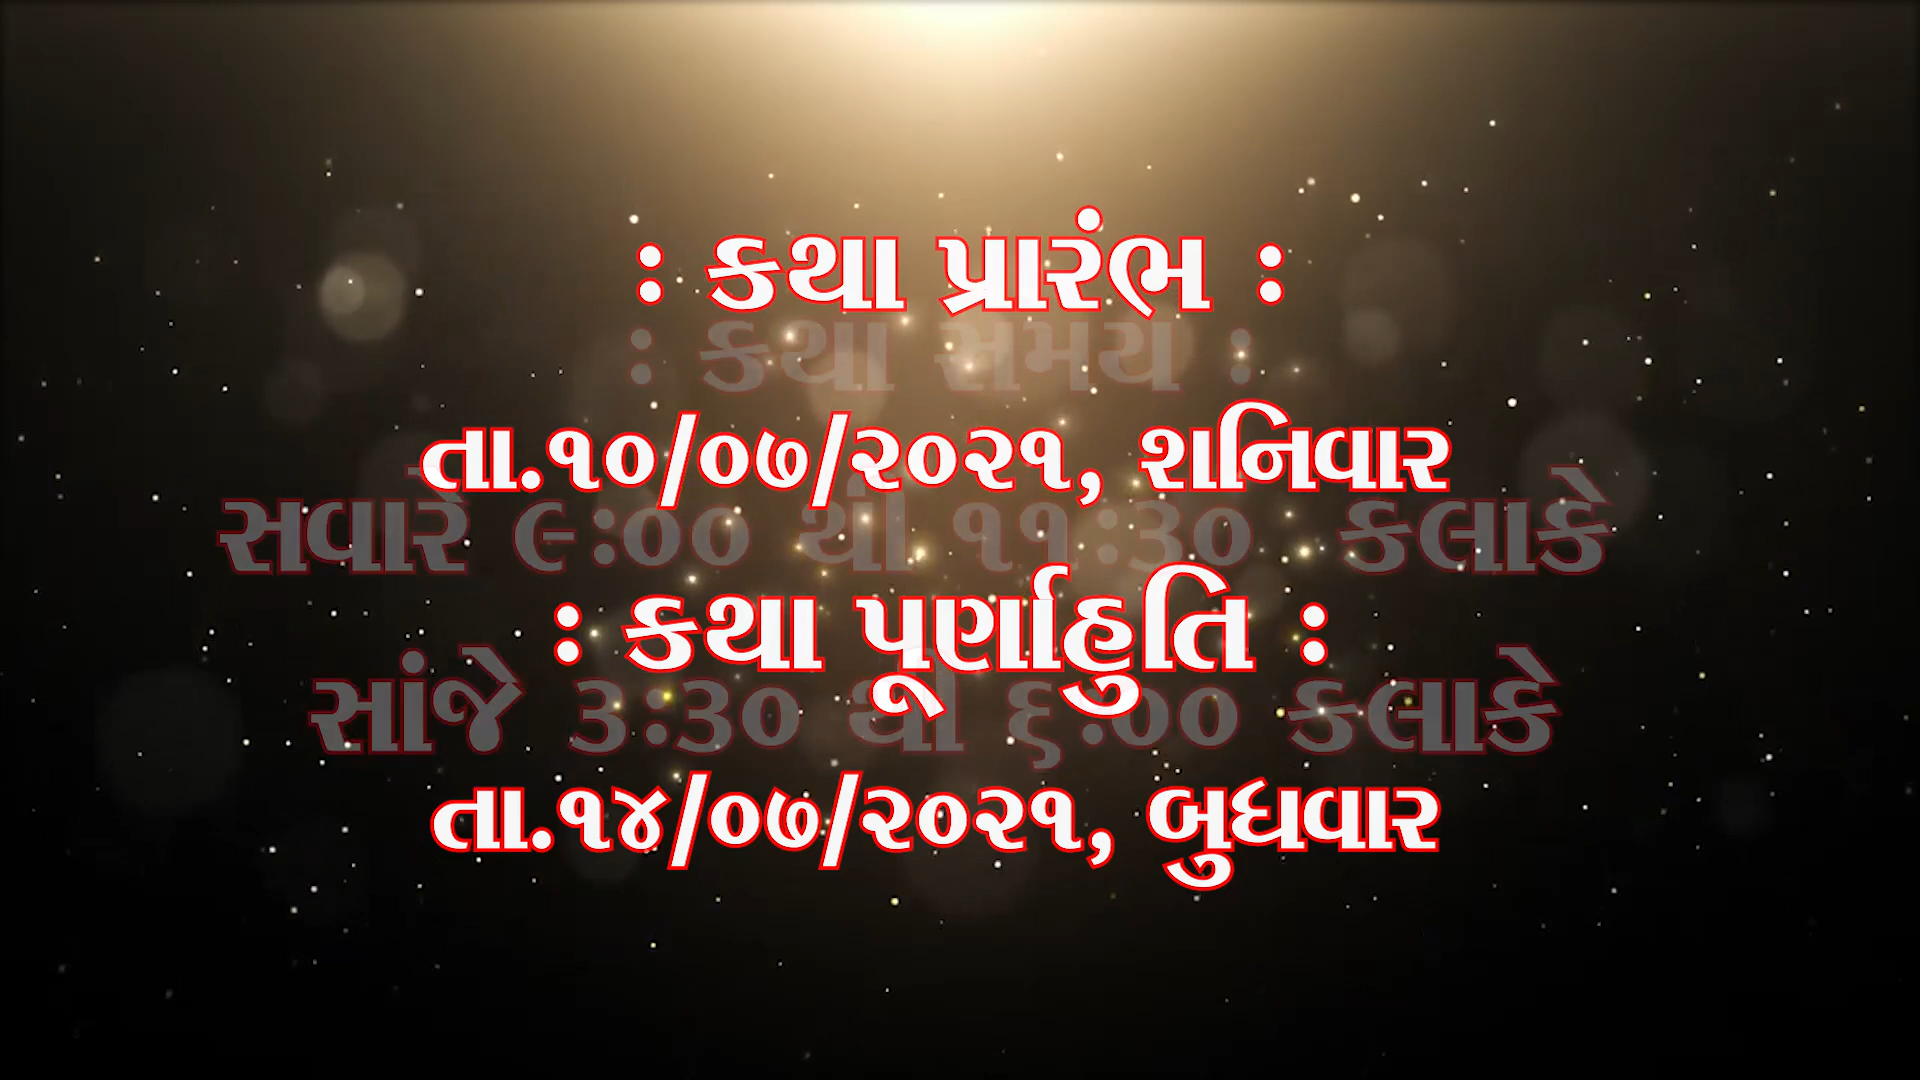 : કથા પ્રારંભ :
: કથા સમય :
તા.૧૦/૦૭/૨૦૨૧, શનિવાર
સવારે ૯:૦૦ થી ૧૧:૩૦ કલાકે
: કથા પૂર્ણાહુતિ :
સાંજે ૩:૩૦ થી ૬:૦૦ કલાકે
તા.૧૪/૦૭/૨૦૨૧, બુધવાર